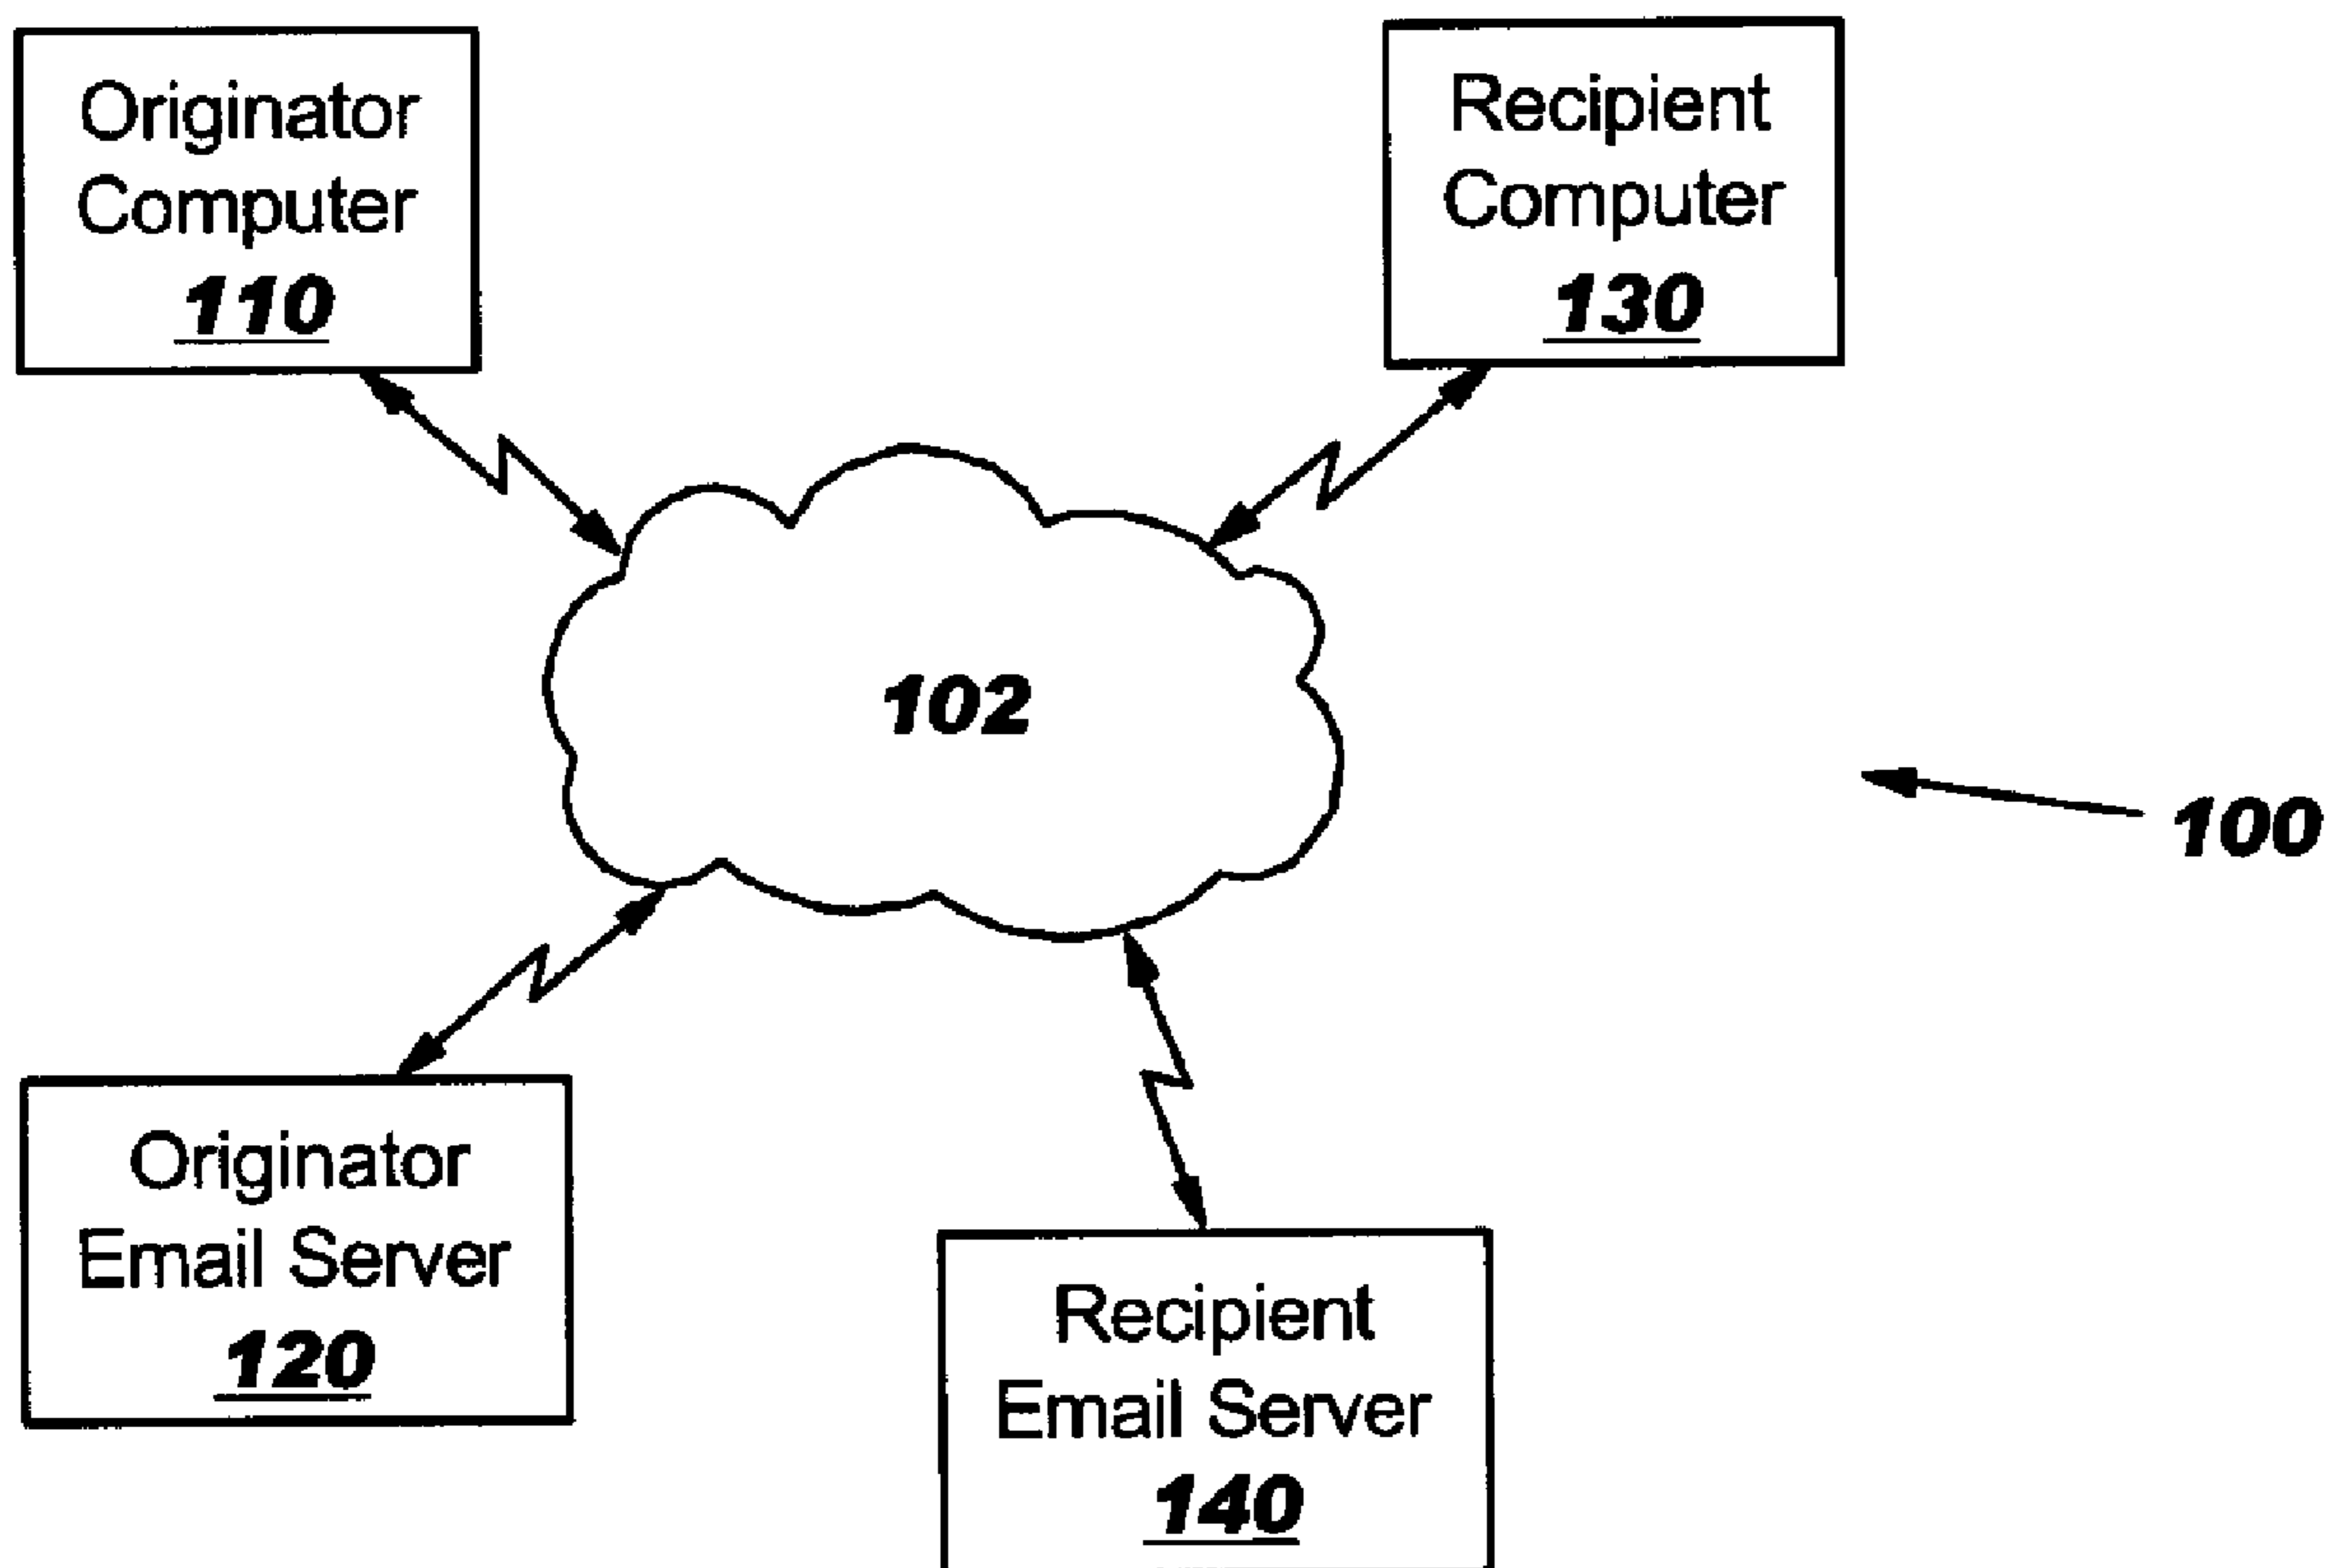 Originator
Computer
110
Recipient
Computer
130
102
100
Originator
Email Server
120
Recipient
Email Server
140